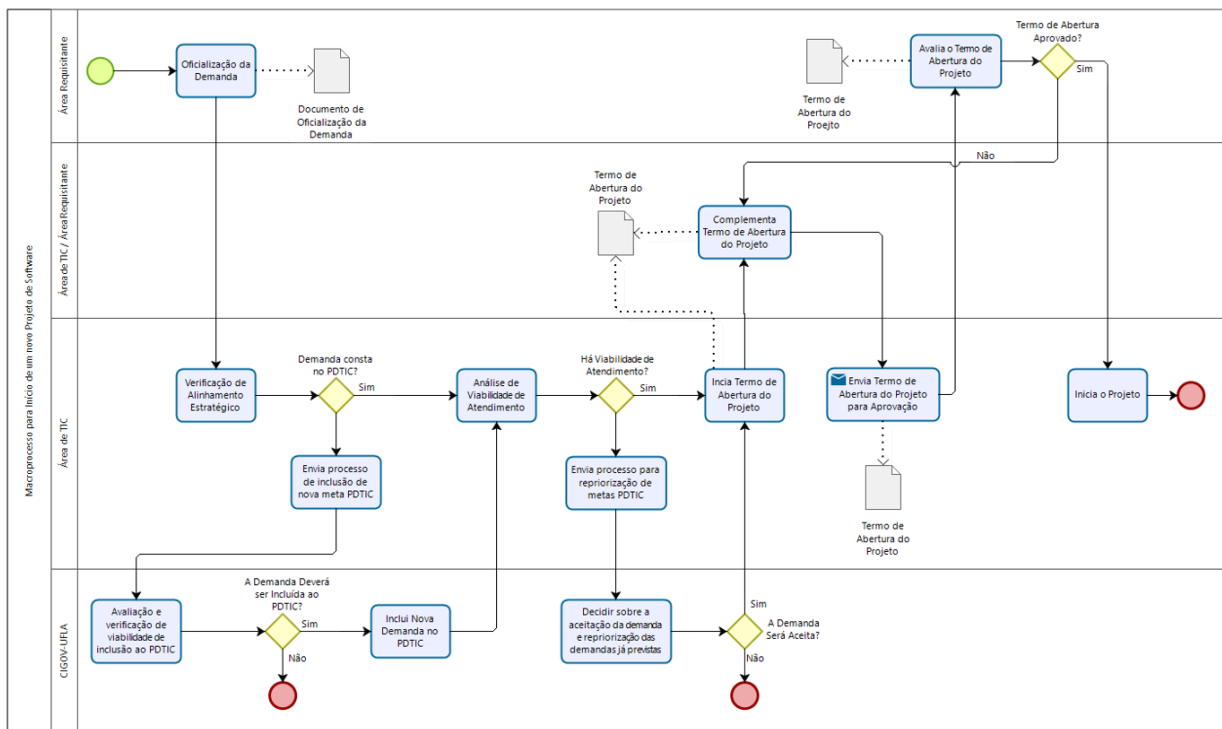 Macroprocesso para Início de um novo Projeto de Software
Área Requisitante
Oficialização da
Demanda
Documento de
Oficialização da
Demanda
Termo de
Abertura do
Proejto
Avalia o Termo de
Abertura do
Projeto
Termo de Abertura
Aprovado?
Sim
Não
Área de TIC / Área Requisitante
Termo de
Abertura do
Projeto
Complementa
Termo de Abertura
do Projeto
Área de TIC
Verificação de
Alinhamento
Estratégico
Demanda consta
no PDTIC?
Sim
Análise de
Viabilidade de
Atendimento
Há Viabilidade de
Atendimento?
Sim
Incia Termo de
Abertura do
Projeto
Envia Termo de
Abertura do Projeto
para Aprovação
Inicia o Projeto
Envia processo
de inclusão de
nova meta PDTIC
Envia processo para
repriorização de
metas PDTIC
Termo de
Abertura do
Projeto
CIGOV-UFLA
Avaliação e
verificação de
viabilidade de
inclusão ao PDTIC
A Demanda Deverá
ser Incluída ao
PDTIC?
Sim
Não
Inclui Nova
Demanda no
PDTIC
Decidir sobre a
aceitação da demanda
e repriorização das
demandas já previstas
Sim
A Demanda
Será Aceita?
Não